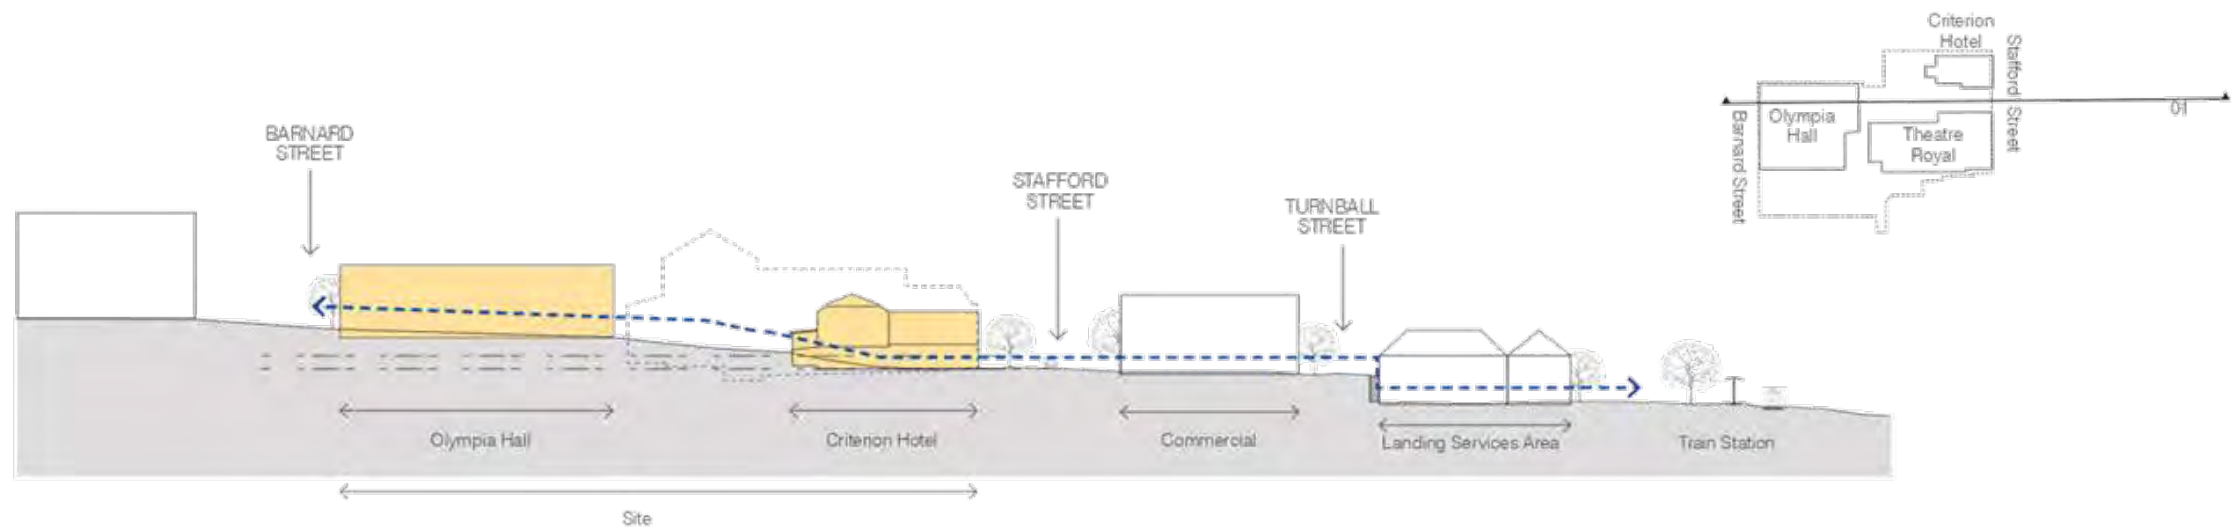 Criterion
Hotel
Stafford Street
01
Olympia
Hall
Barnard Street
Theatre
Royal
BARNARD
STREET
STAFFORD
STREET
TURNBALL
STREET
Olympia Hall
Criterion Hotel
Commercial
Landing Services Area
Train Station
Site